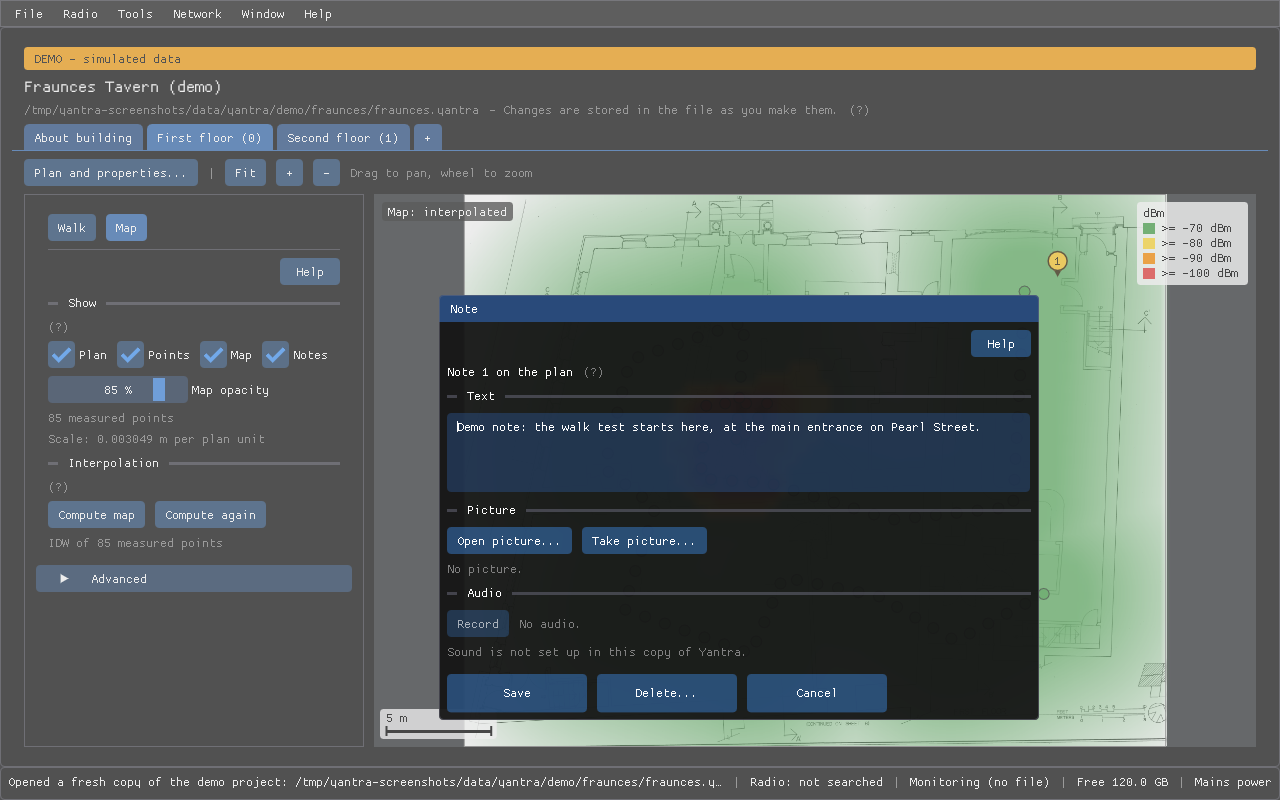 File Radio Tools Network Window Help
DEMO - simulated data
Fraunces Tavern (demo)
/tmp/yantra-screenshots/data/yantra/demo/fraunces/fraunces.yantra - Changes are stored in the file as you make them. (?)
About building First floor (0) Second floor (1) +
Plan and properties... | Fit + - Drag to pan, wheel to zoom
Walk Map
Help
Show
(?)
Plan Points Map Notes
85 % Map opacity
85 measured points
Scale: 0.003049 m per plan unit
Interpolation
(?)
Compute map Compute again
IDW of 85 measured points
Advanced
Map: interpolated
A
B
1
dBm
>= -70 dBm
>= -80 dBm
>= -90 dBm
>= -100 dBm
Note
Help
Note 1 on the plan (?)
Text
Demo note: the walk test starts here, at the main entrance on Pearl Street.
Picture
Open picture... Take picture...
No picture.
Audio
Record No audio.
Sound is not set up in this copy of Yantra.
Save Delete... Cancel
5 m
Opened a fresh copy of the demo project: /tmp/yantra-screenshots/data/yantra/demo/fraunces/fraunces.y… | Radio: not searched | Monitoring (no file) | Free 120.0 GB | Mains power